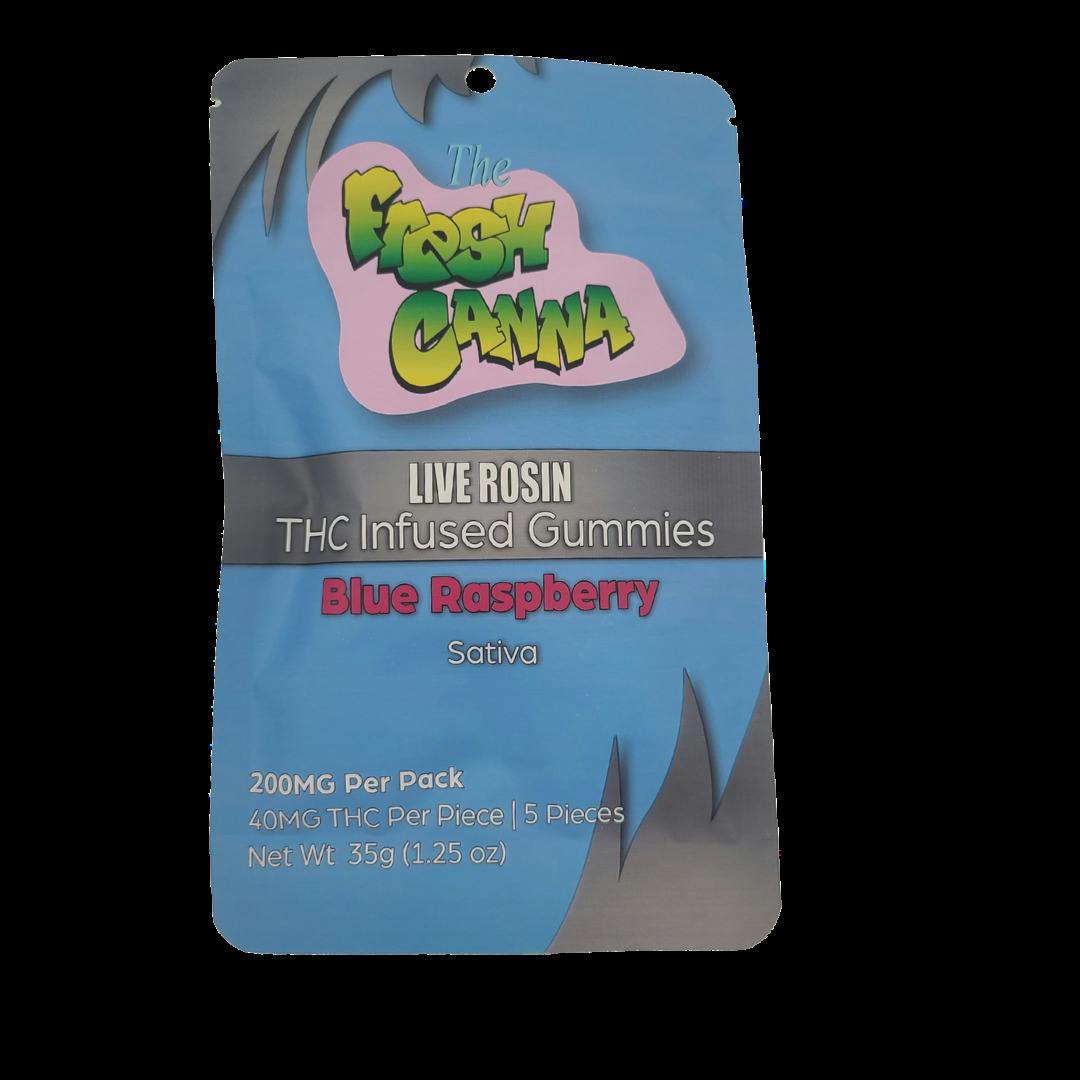 The
Fresh
Canna
LIVE ROSIN
THC Infused Gummies
Blue Raspberry
Sativa
200MG Per Pack
40MG THC Per Piece | 5 Pieces
Net Wt 35g (1.25 oz)